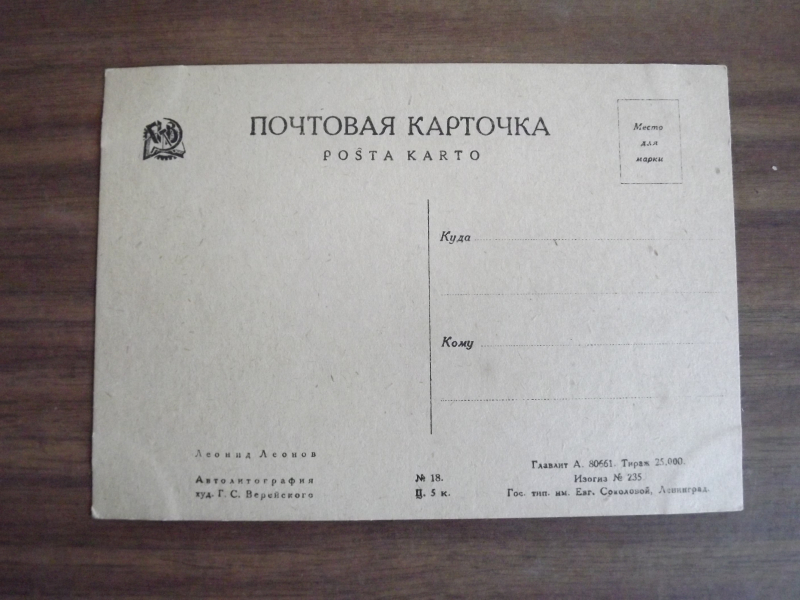 ПОЧТОВАЯ КАРТОЧКА
POŜTA KARTO
Место
для
марки
Куда
Кому
Леонид Леонов
Автолитография
худ. Г. С. Верейского
№ 18.
Ц. 5 к.
Главлит А. 80661. Тираж 25.000.
Изогиз № 235.
Гос. тип. им. Евг. Соколовой, Ленинград.